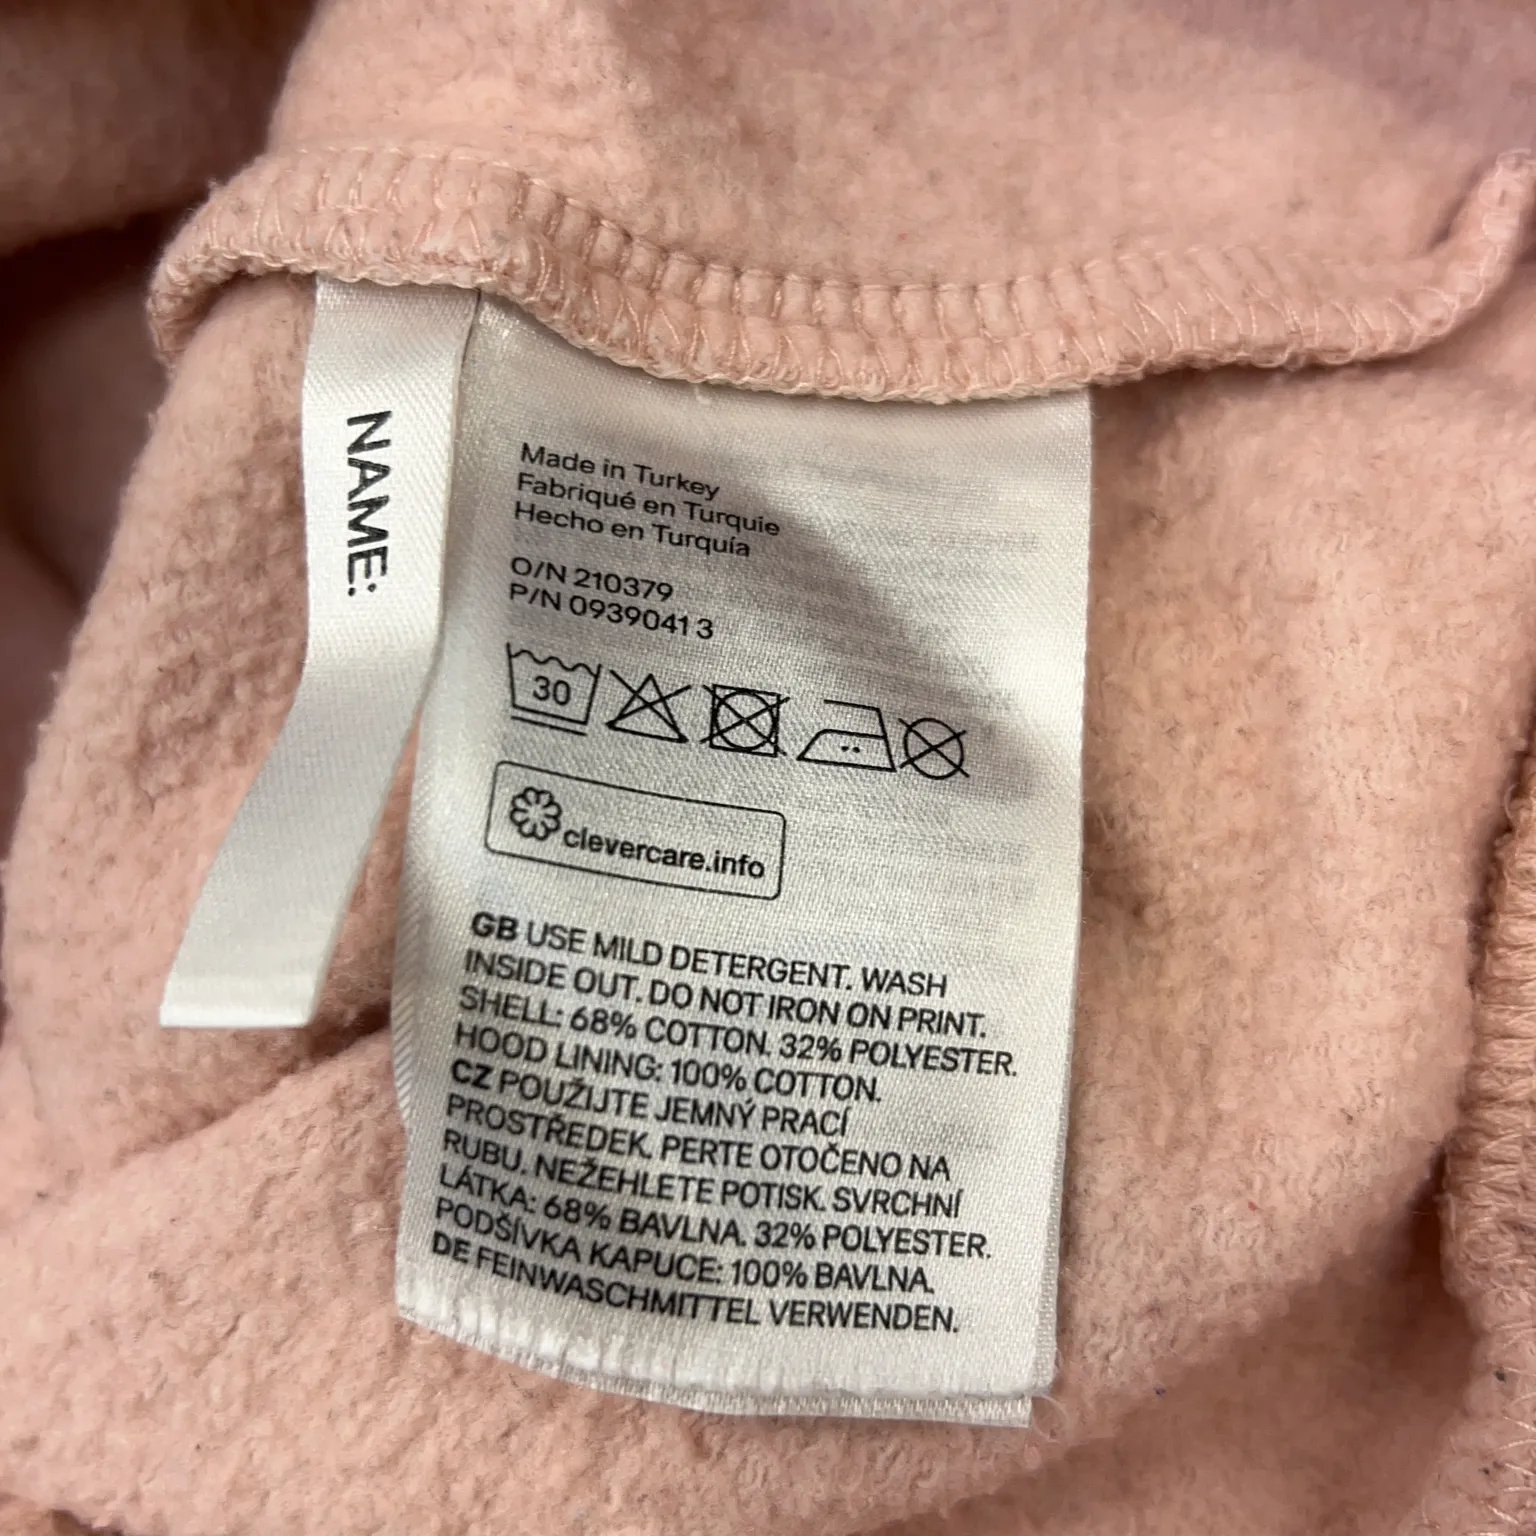 NAME:
Made in Turkey
Fabriqué en Turquie
Hecho en Turquía
O/N 210379
P/N 0939041 3
30
clevercare.info
GB USE MILD DETERGENT. WASH
INSIDE OUT. DO NOT IRON ON PRINT.
SHELL: 68% COTTON. 32% POLYESTER.
HOOD LINING: 100% COTTON.
CZ POUŽIJTE JEMNÝ PRACÍ
PROSTŘEDEK. PERTE OTOČENO NA
RUBU. NEŽEHLETE POTISK. SVRCHNÍ
LÁTKA: 68% BAVLNA. 32% POLYESTER.
PODŠÍVKA KAPUCE: 100% BAVLNA.
DE FEINWASCHMITTEL VERWENDEN.